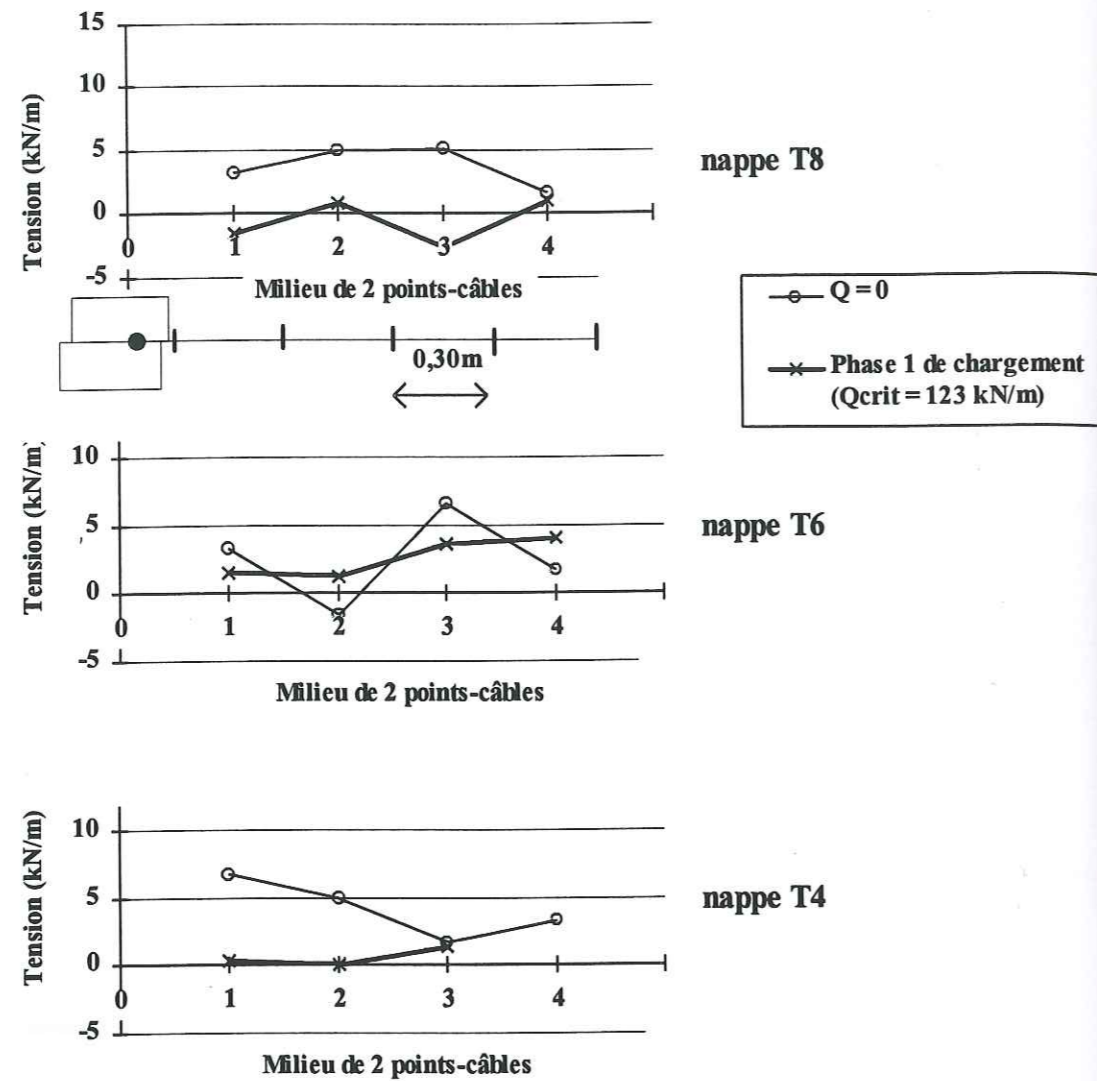 15
10
5
0
-5
Tension (kN/m)
0 1 2 3 4
Milieu de 2 points-câbles
nappe T8
Q = 0
Phase 1 de chargement
(Qcrit = 123 kN/m)
0,30m
10
5
0
-5
Tension (kN/m)
0 1 2 3 4
Milieu de 2 points-câbles
nappe T6
10
5
0
-5
Tension (kN/m)
0 1 2 3 4
Milieu de 2 points-câbles
nappe T4